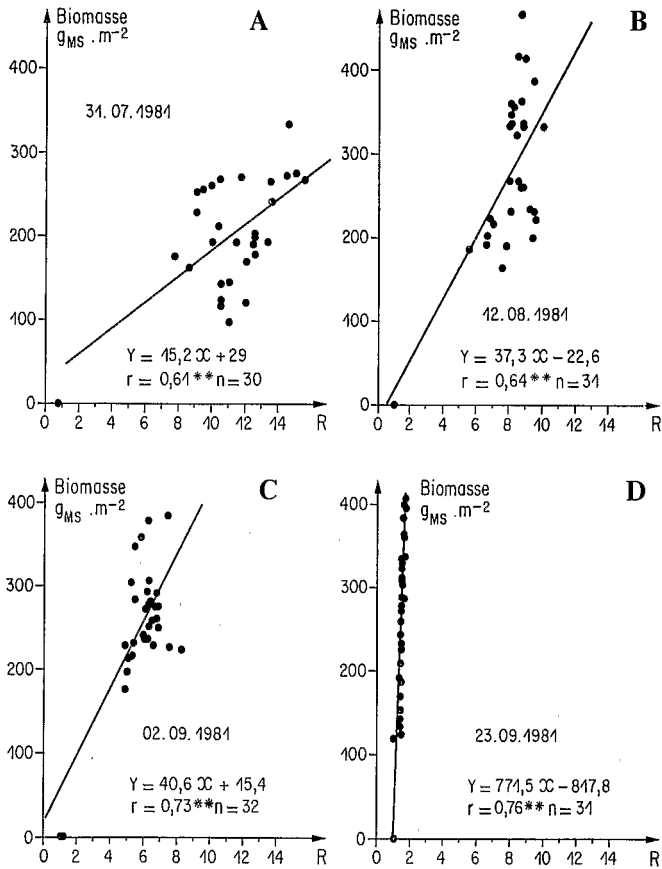 A
Biomasse
gMS .m-2
31.07.1981
400
300
200
100
0
Y = 15,2 X + 29
r = 0,61** n = 30
0 2 4 6 8 10 12 14 R
B
Biomasse
gMS .m-2
400
300
200
100
0
12.08.1981
Y = 37,3 X - 22,6
r = 0,64** n = 31
0 2 4 6 8 10 12 14 R
C
Biomasse
gMS .m-2
400
300
200
100
0
02.09.1981
Y = 40,6 X + 15,4
r = 0,73** n = 32
0 2 4 6 8 10 12 14 R
D
Biomasse
gMS .m-2
400
300
200
100
0
23.09.1981
Y = 771,5 X - 817,8
r = 0,76** n = 31
0 2 4 6 8 10 12 14 R